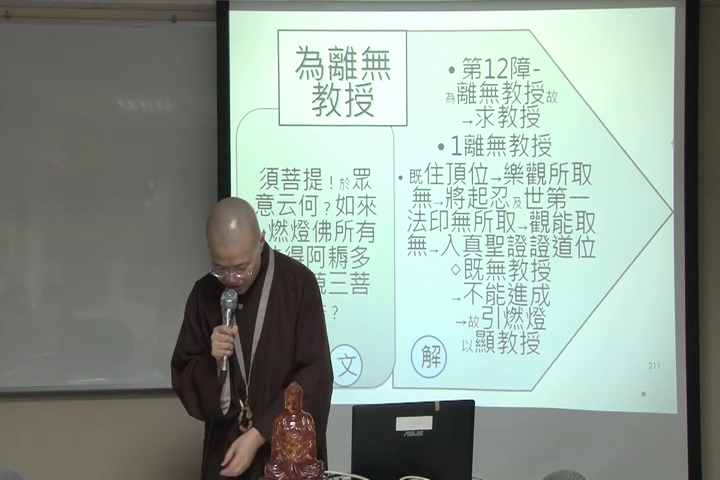 為離無
教授
須菩提！於眾
意云何？如來
燃燈佛所有
得阿耨多
三菩
？
文
• 第12障-
為離無教授故
→求教授
• 1離無教授
• 既住頂位→樂觀所取
無→將起忍及世第一
法印無所取→觀能取
無→入真聖證證道位
◇既無教授
→不能進成
→故引燃燈
以顯教授
解
211
ASUS